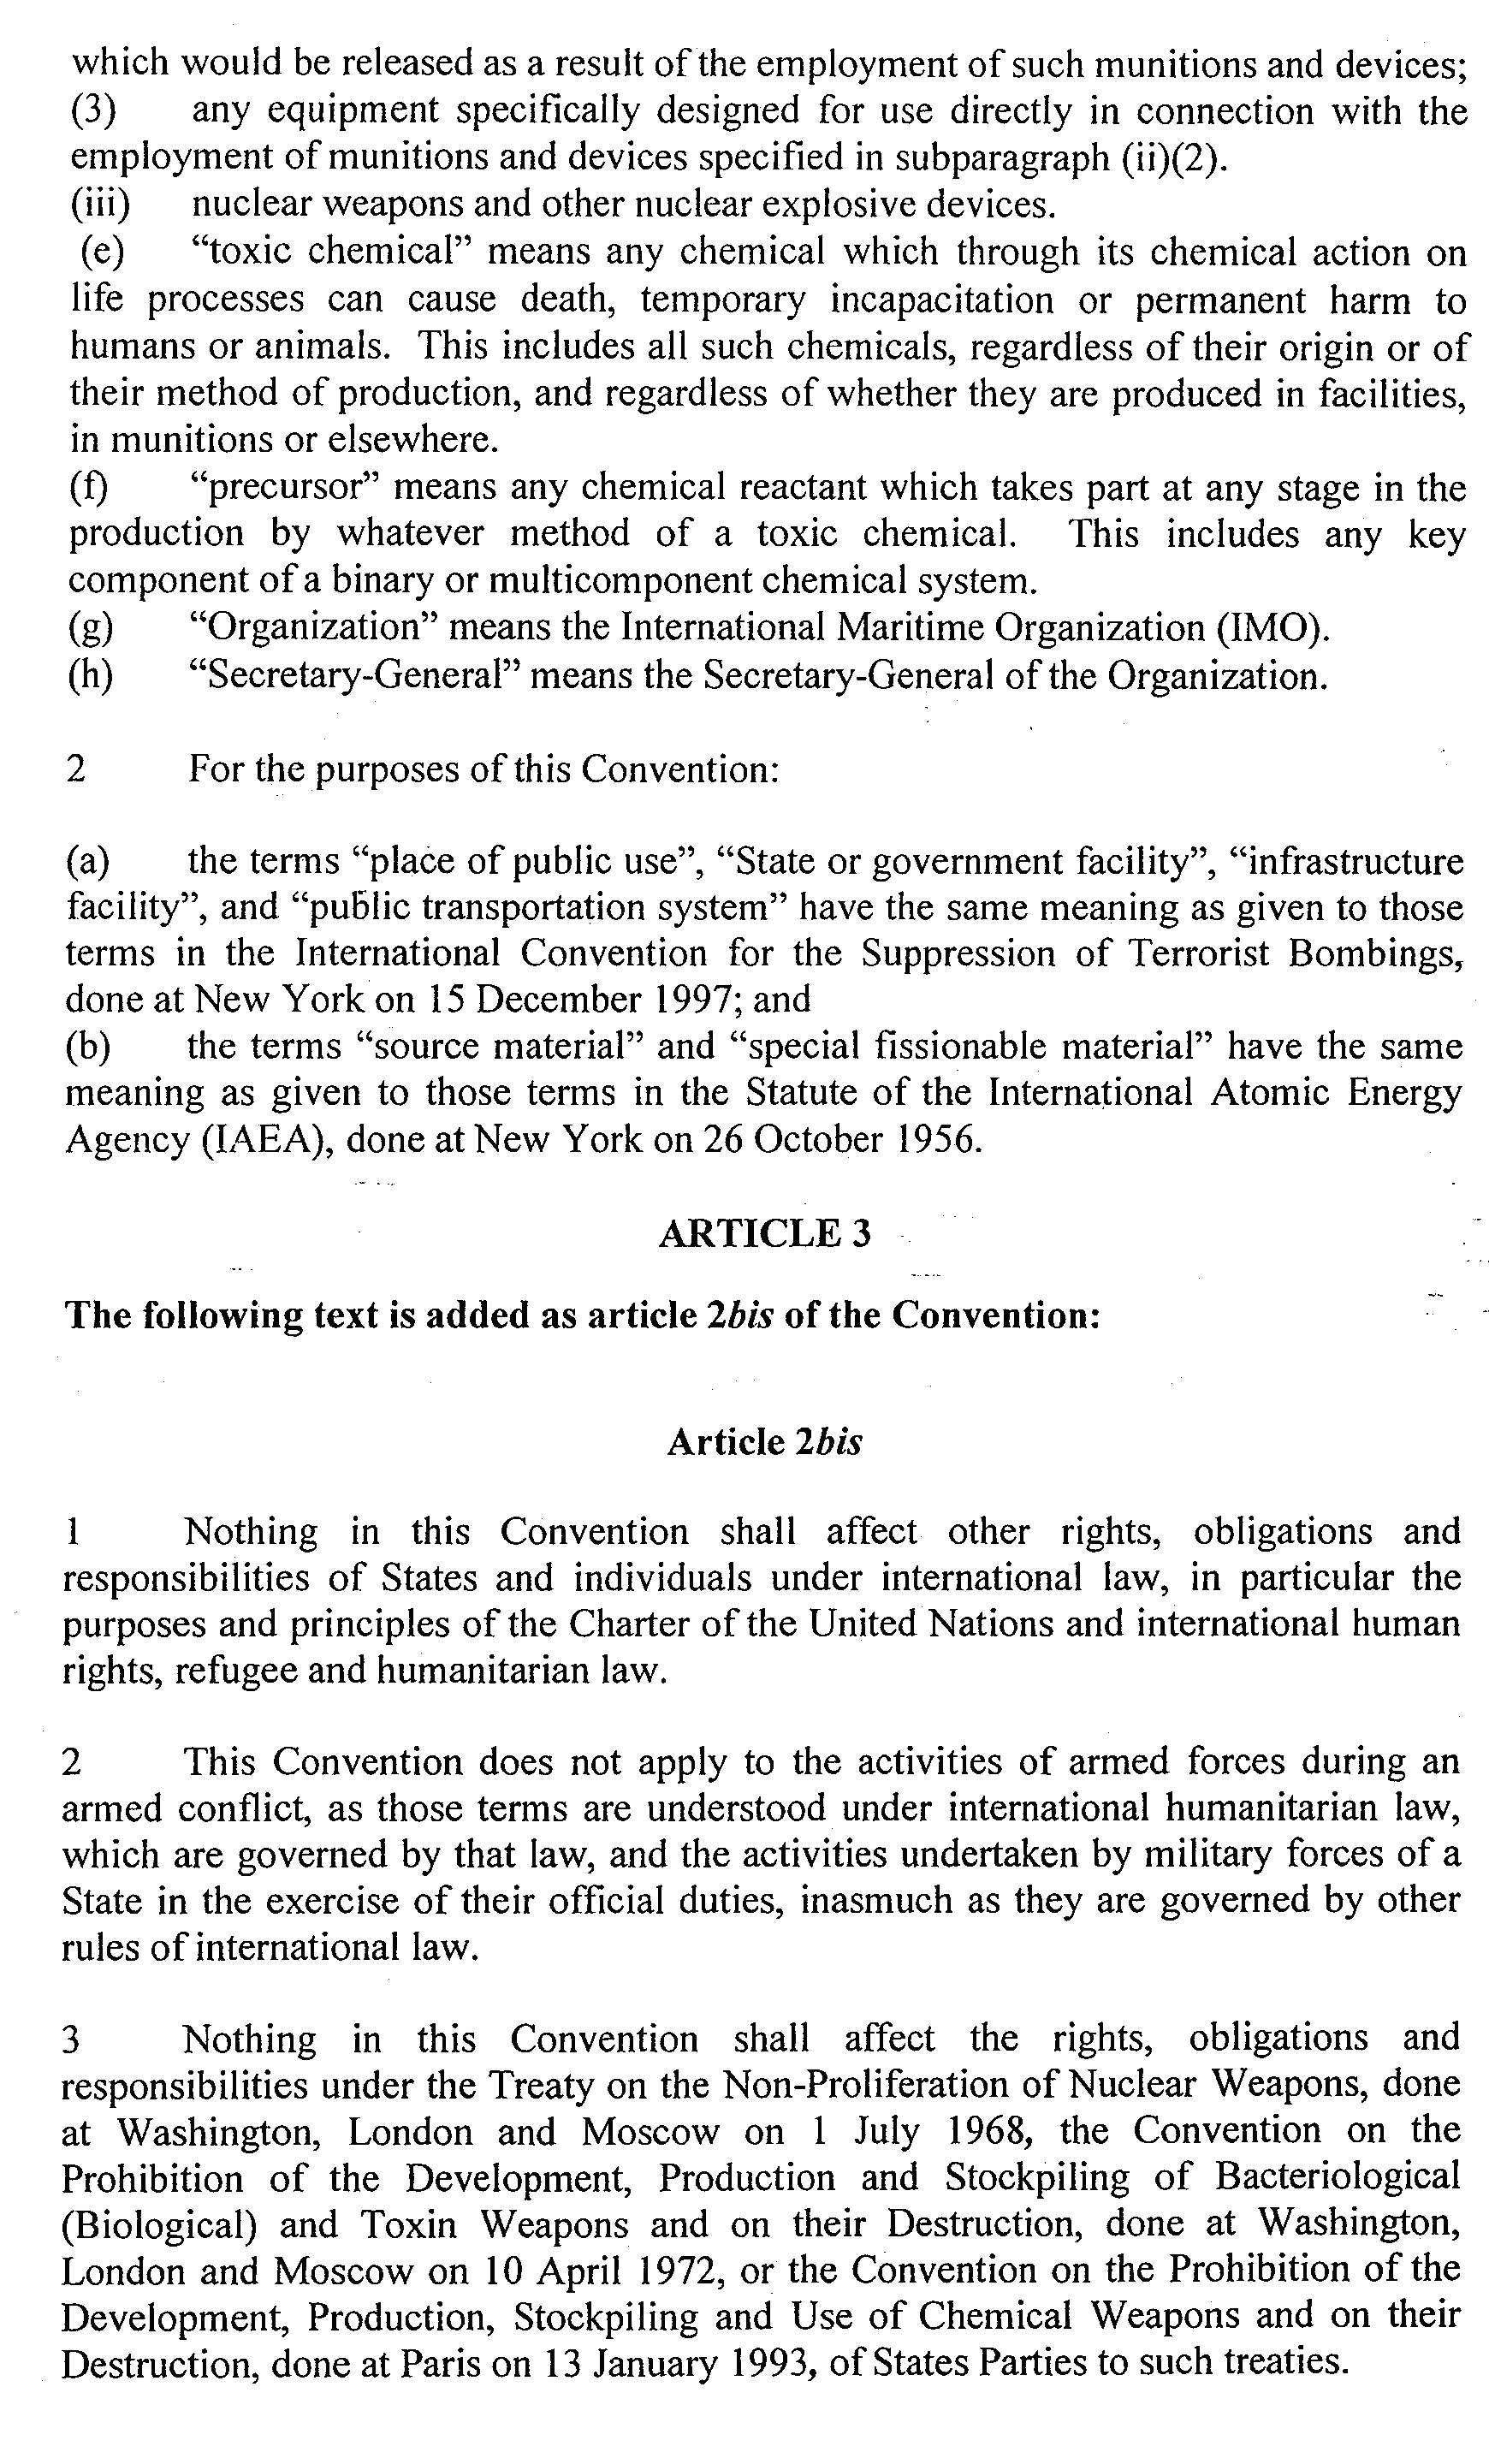 which would be released as a result of the employment of such munitions and devices;
(3) any equipment specifically designed for use directly in connection with the
employment of munitions and devices specified in subparagraph (ii)(2).
(iii) nuclear weapons and other nuclear explosive devices.
(e) “toxic chemical” means any chemical which through its chemical action on
life processes can cause death, temporary incapacitation or permanent harm to
humans or animals. This includes all such chemicals, regardless of their origin or of
their method of production, and regardless of whether they are produced in facilities,
in munitions or elsewhere.
(f) “precursor” means any chemical reactant which takes part at any stage in the
production by whatever method of a toxic chemical. This includes any key
component of a binary or multicomponent chemical system.
(g) “Organization” means the International Maritime Organization (IMO).
(h) “Secretary-General” means the Secretary-General of the Organization.
2 For the purposes of this Convention:
(a) the terms “place of public use”, “State or government facility”, “infrastructure
facility”, and “public transportation system” have the same meaning as given to those
terms in the International Convention for the Suppression of Terrorist Bombings,
done at New York on 15 December 1997; and
(b) the terms “source material” and “special fissionable material” have the same
meaning as given to those terms in the Statute of the International Atomic Energy
Agency (IAEA), done at New York on 26 October 1956.
ARTICLE 3
The following text is added as article 2bis of the Convention:
Article 2bis
1 Nothing in this Convention shall affect other rights, obligations and
responsibilities of States and individuals under international law, in particular the
purposes and principles of the Charter of the United Nations and international human
rights, refugee and humanitarian law.
2 This Convention does not apply to the activities of armed forces during an
armed conflict, as those terms are understood under international humanitarian law,
which are governed by that law, and the activities undertaken by military forces of a
State in the exercise of their official duties, inasmuch as they are governed by other
rules of international law.
3 Nothing in this Convention shall affect the rights, obligations and
responsibilities under the Treaty on the Non-Proliferation of Nuclear Weapons, done
at Washington, London and Moscow on 1 July 1968, the Convention on the
Prohibition of the Development, Production and Stockpiling of Bacteriological
(Biological) and Toxin Weapons and on their Destruction, done at Washington,
London and Moscow on 10 April 1972, or the Convention on the Prohibition of the
Development, Production, Stockpiling and Use of Chemical Weapons and on their
Destruction, done at Paris on 13 January 1993, of States Parties to such treaties.